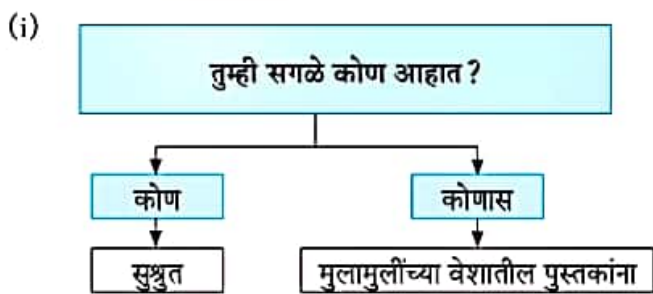 (i)
तुम्ही सगळे कोण आहात?
कोण
कोणास
सुश्रुत
मुलामुलींच्या वेशातील पुस्तकांना